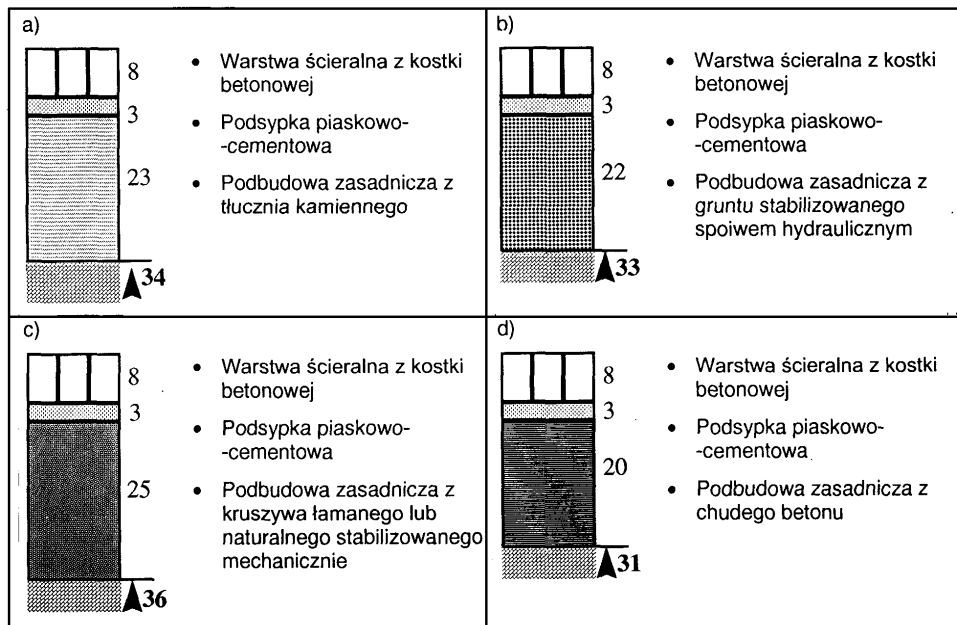 a)
8
3
23
34
• Warstwa ścieralna z kostki
betonowej
• Podsypka piaskowo-
-cementowa
• Podbudowa zasadnicza z
tłucznia kamiennego
b)
8
3
22
33
• Warstwa ścieralna z kostki
betonowej
• Podsypka piaskowo-
-cementowa
• Podbudowa zasadnicza z
gruntu stabilizowanego
spoiwem hydraulicznym
c)
8
3
25
36
• Warstwa ścieralna z kostki
betonowej
• Podsypka piaskowo-
-cementowa
• Podbudowa zasadnicza z
kruszywa łamanego lub
naturalnego stabilizowanego
mechanicznie
d)
8
3
20
31
• Warstwa ścieralna z kostki
betonowej
• Podsypka piaskowo-
-cementowa
• Podbudowa zasadnicza z
chudego betonu